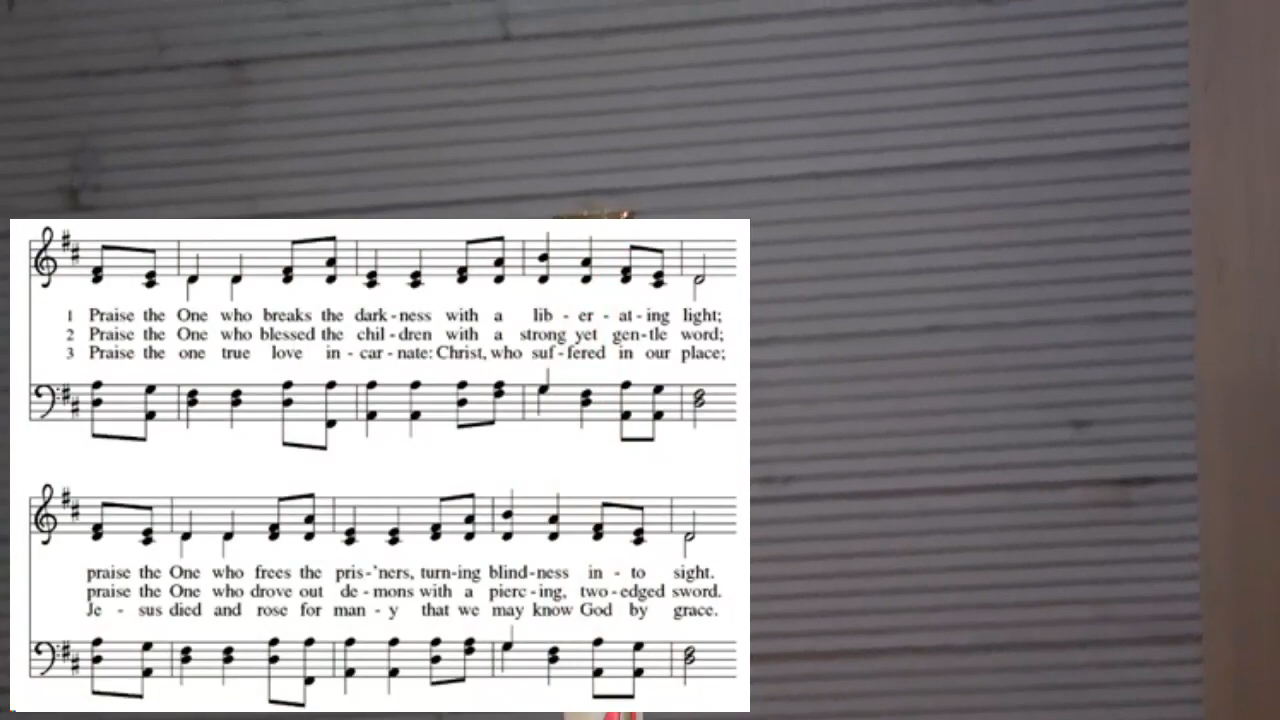 1 Praise the One who breaks the dark - ness with a lib - er - at - ing light;
2 Praise the One who blessed the chil - dren with a strong yet gen - tle word;
3 Praise the one true love in - car - nate: Christ, who suf - fered in our place;
praise the One who frees the pris - 'ners, turn - ing blind - ness in - to sight.
praise the One who drove out de - mons with a pierc - ing, two - edged sword.
Je - sus died and rose for man - y that we may know God by grace.